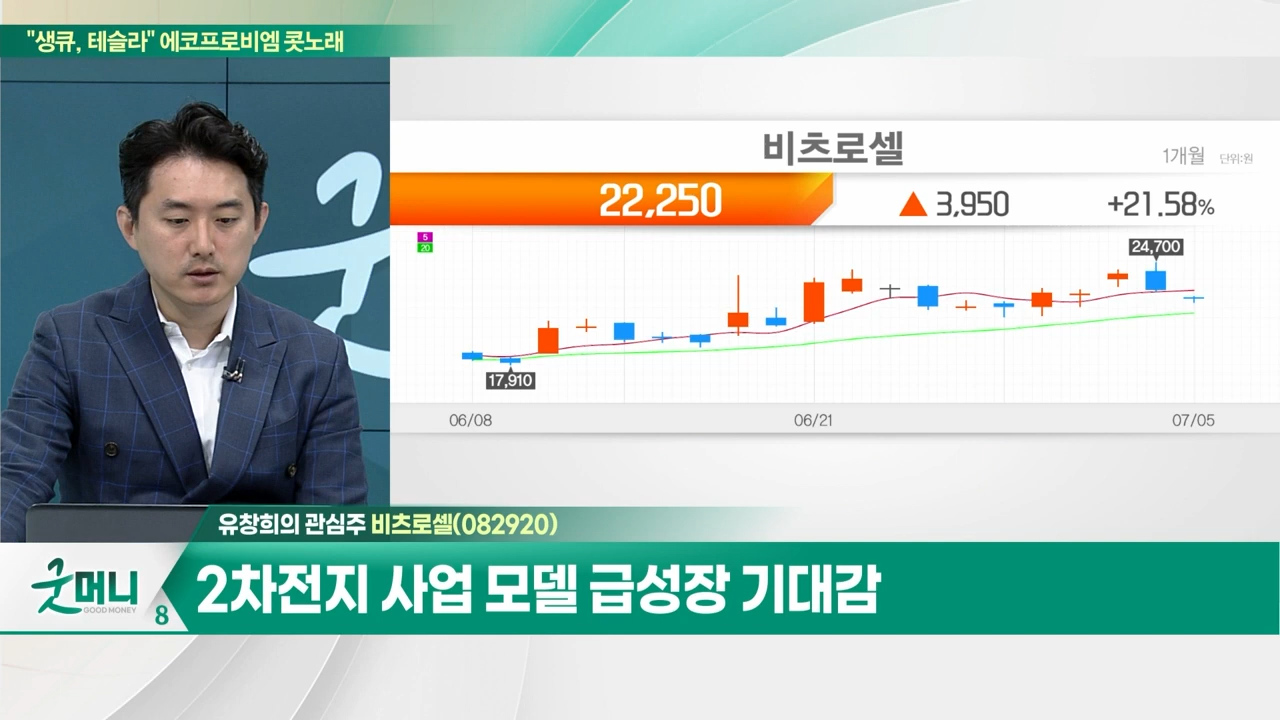 "생큐, 테슬라" 에코프로비엠 콧노래
비츠로셀
1개월 단위:원
22,250 ▲ 3,950 +21.58%
5
20
24,700
17,910
06/08 06/21 07/05
유창희의 관심주 비츠로셀(082920)
2차전지 사업 모델 급성장 기대감
굿머니
GOOD MONEY
8